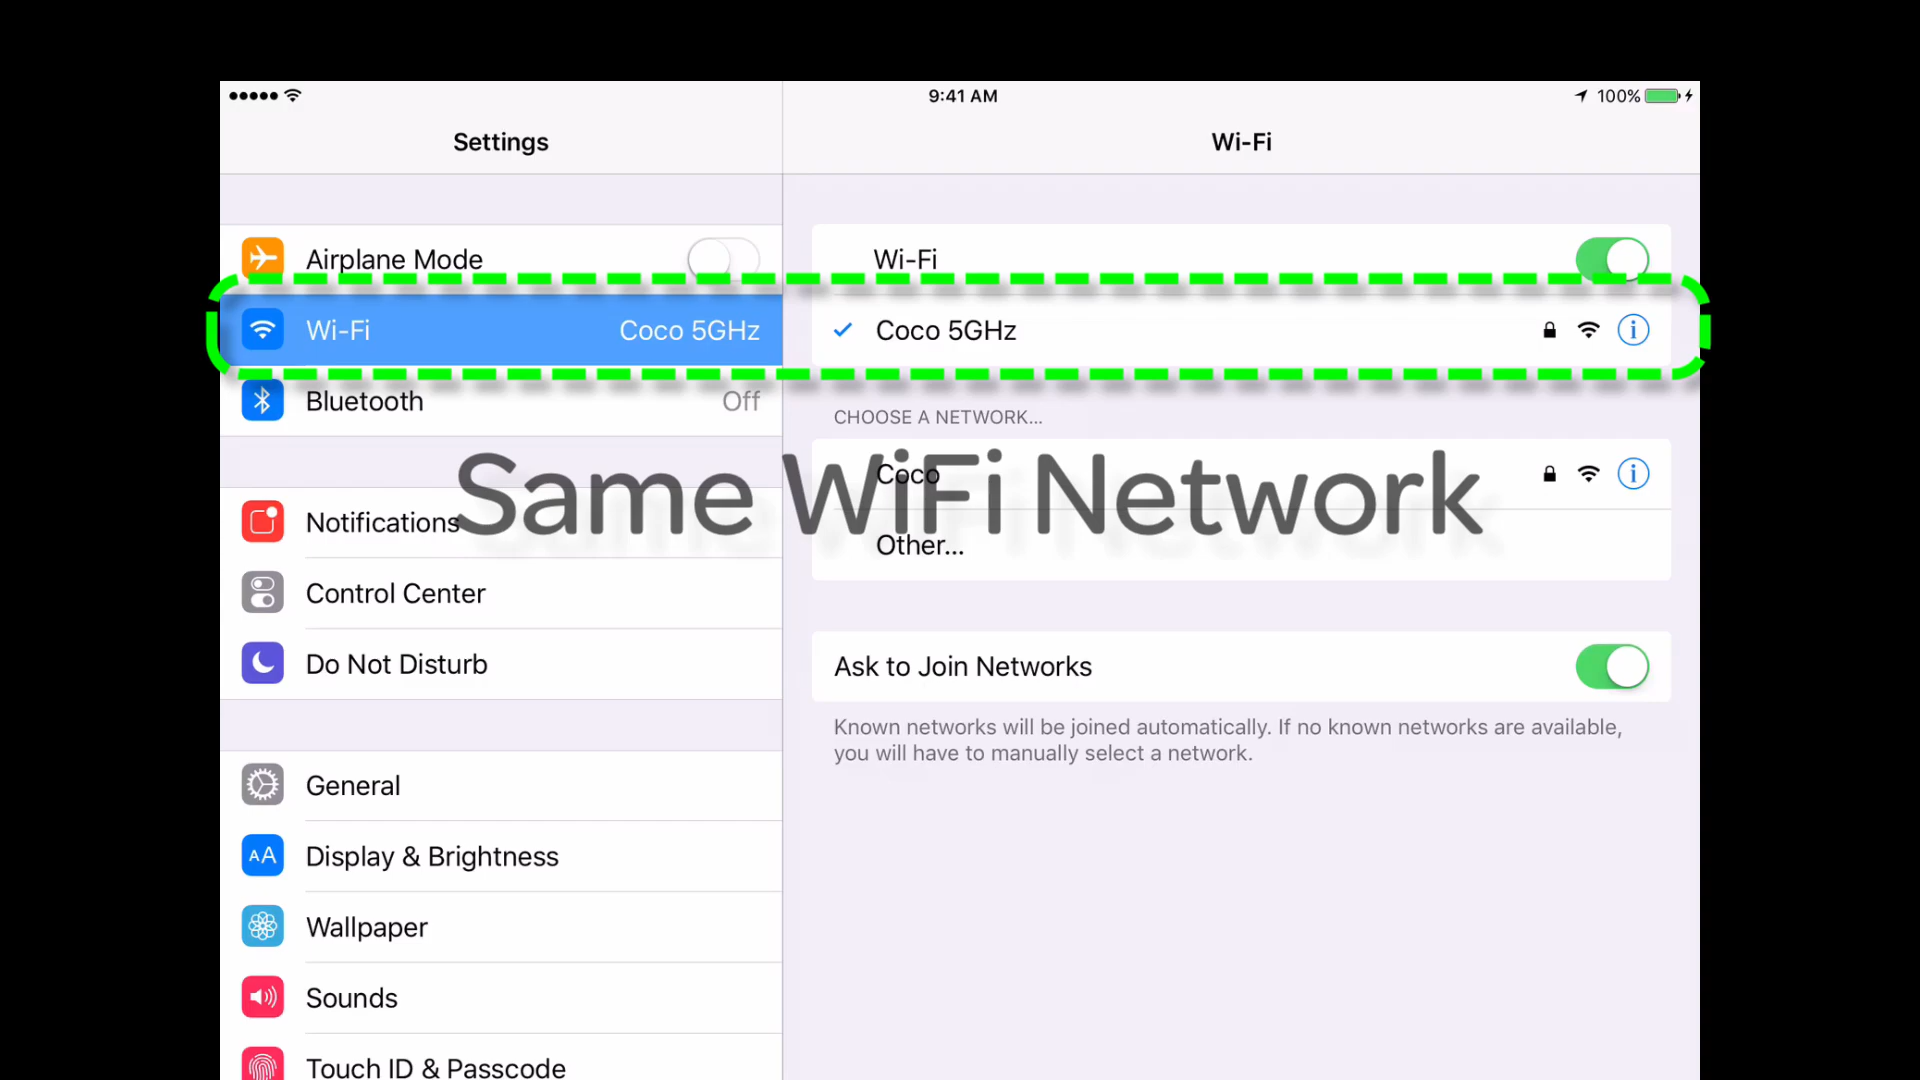 9:41 AM
100%
Settings
Wi-Fi
Airplane Mode
Wi-Fi
Wi-Fi Coco 5GHz
Coco 5GHz
Bluetooth Off
CHOOSE A NETWORK...
Coco
Same WiFi Network
Notifications
Other...
Control Center
Do Not Disturb
Ask to Join Networks
Known networks will be joined automatically. If no known networks are available,
you will have to manually select a network.
General
AA
Display & Brightness
Wallpaper
Sounds
Touch ID & Passcode